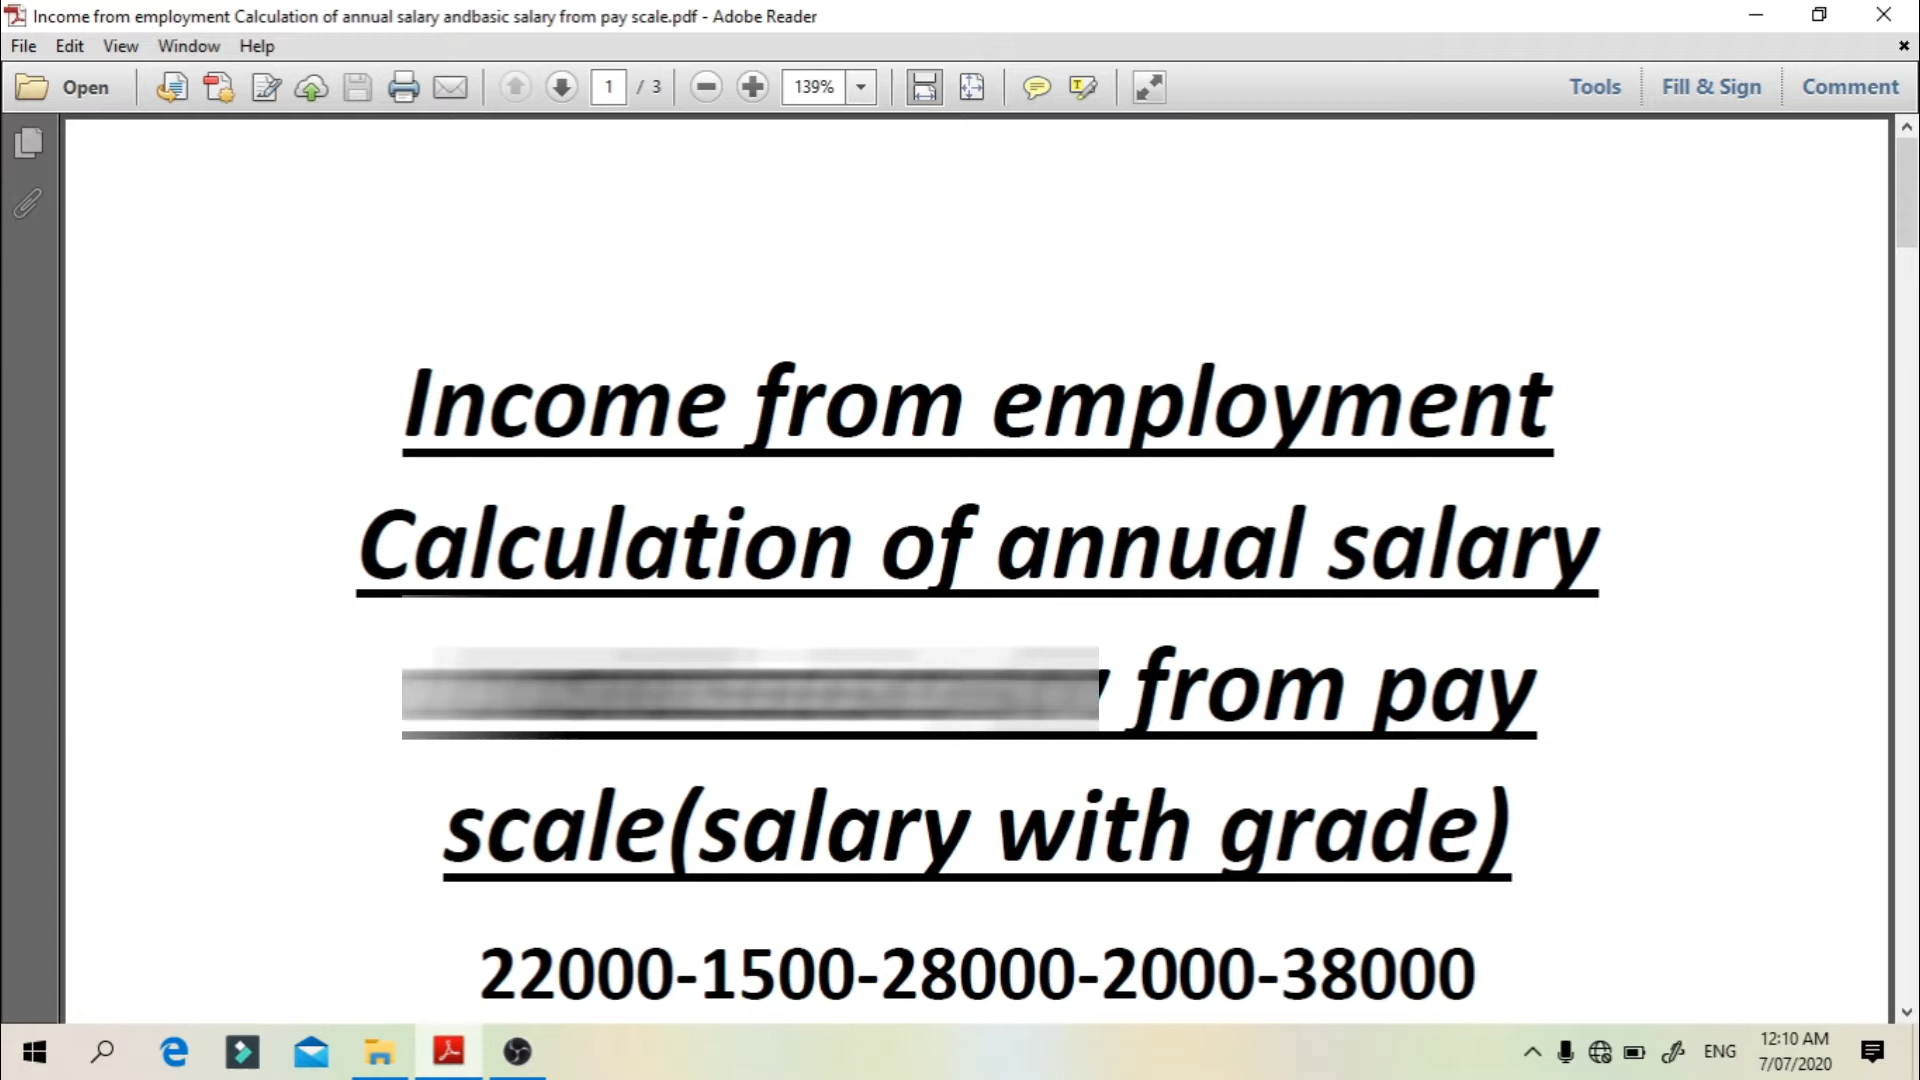 Income from employment Calculation of annual salary andbasic salary from pay scale.pdf - Adobe Reader
File Edit View Window Help
Open 1 / 3 139% Tools Fill & Sign Comment
Income from employment
Calculation of annual salary
from pay
scale(salary with grade)
22000-1500-28000-2000-38000
ENG 12:10 AM
7/07/2020